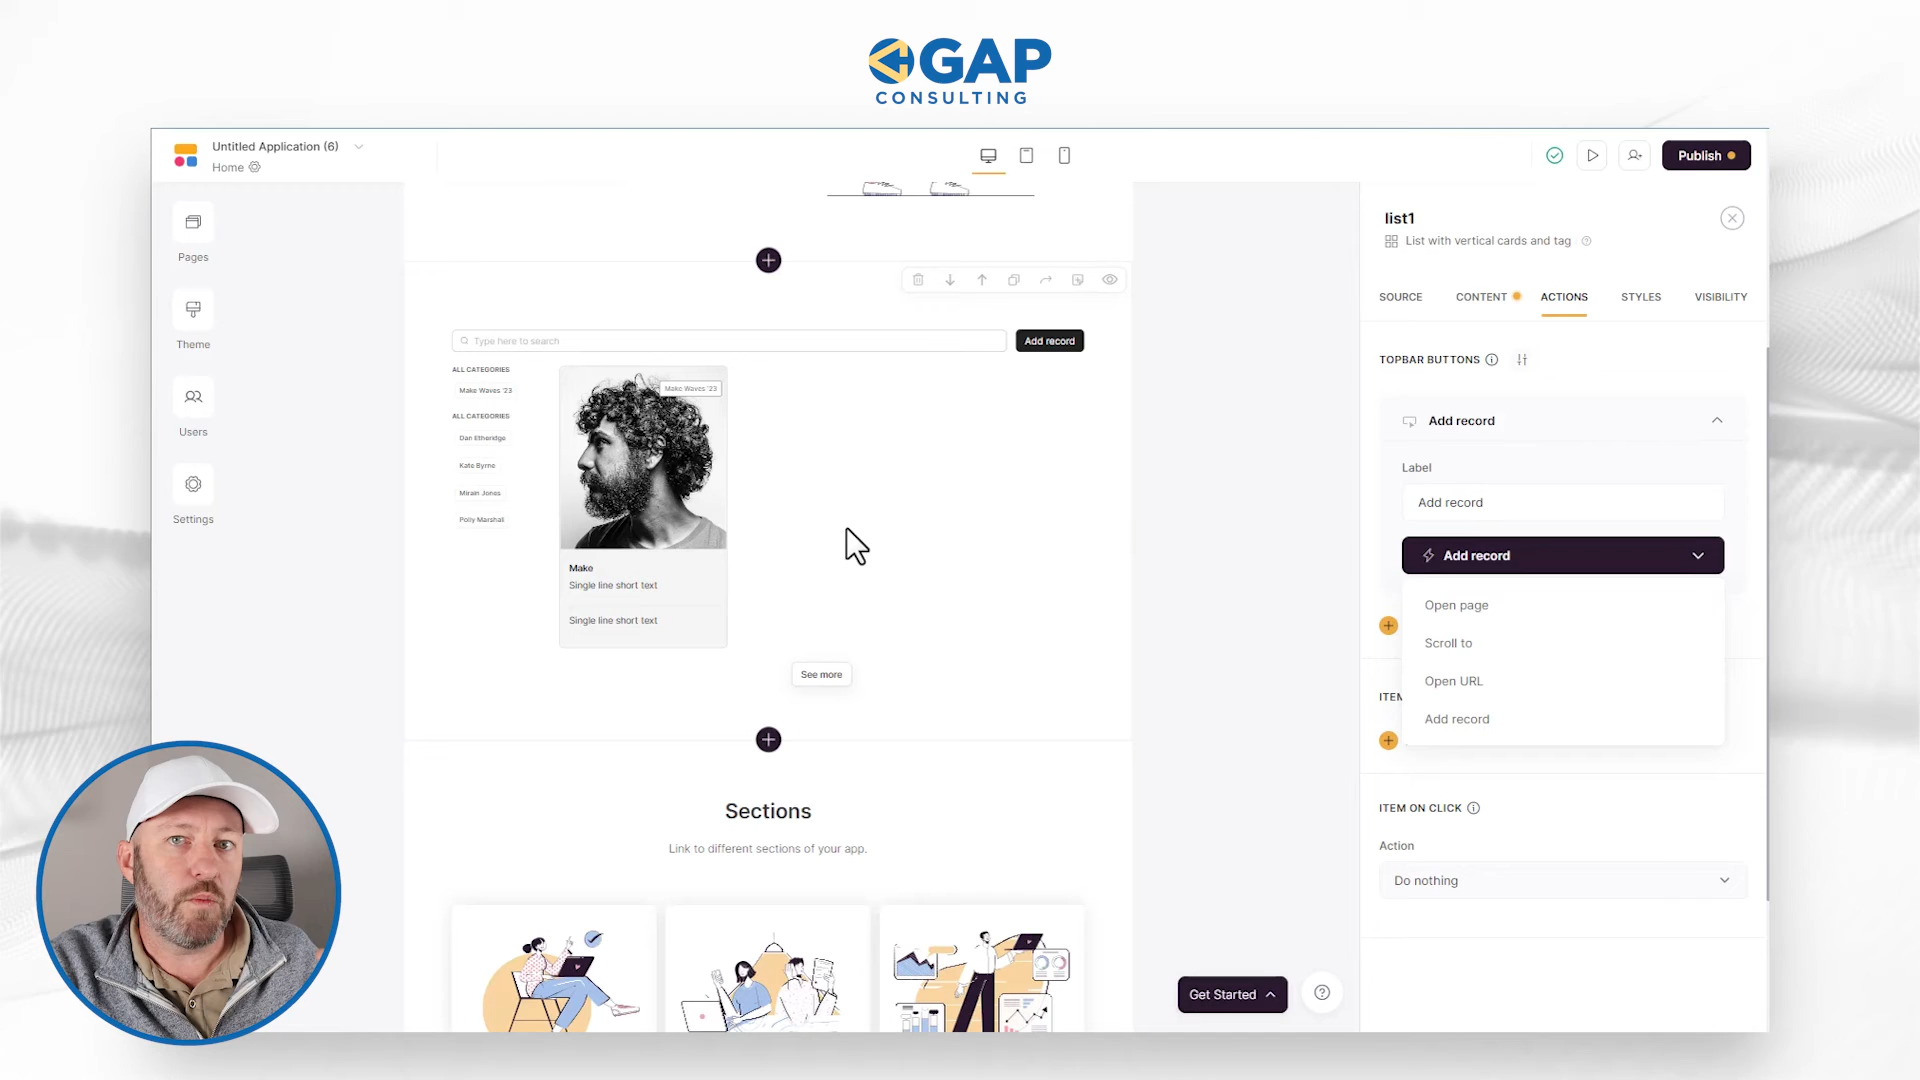 GAP
CONSULTING
Untitled Application (6)
Home
Publish
Pages
Theme
Users
Settings
Type here to search
Add record
ALL CATEGORIES
Make Waves '23
ALL CATEGORIES
Dan Etheridge
Kate Byrne
Mirain Jones
Polly Marshall
Make Waves '23
Make
Single line short text
Single line short text
See more
Sections
Link to different sections of your app.
Get Started
list1
List with vertical cards and tag
SOURCE
CONTENT
ACTIONS
STYLES
VISIBILITY
TOPBAR BUTTONS
Add record
Label
Add record
Add record
Open page
Scroll to
Open URL
Add record
ITEM
ITEM ON CLICK
Action
Do nothing